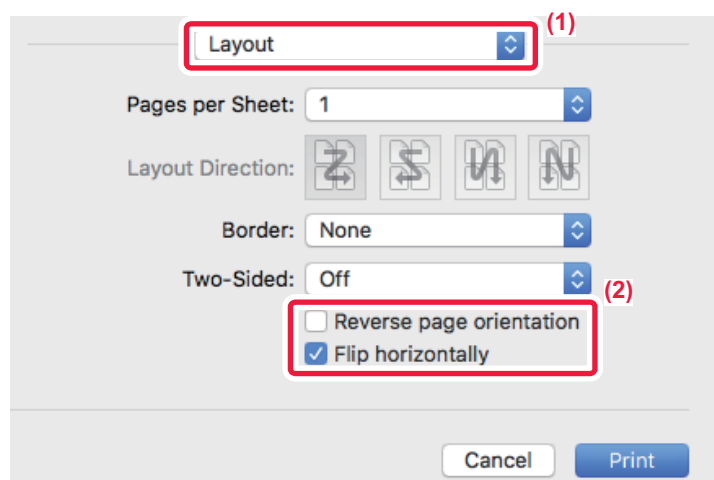 (1)
Layout
Pages per Sheet: 1
Layout Direction:
Border: None
Two-Sided: Off
(2)
Reverse page orientation
Flip horizontally
Cancel Print